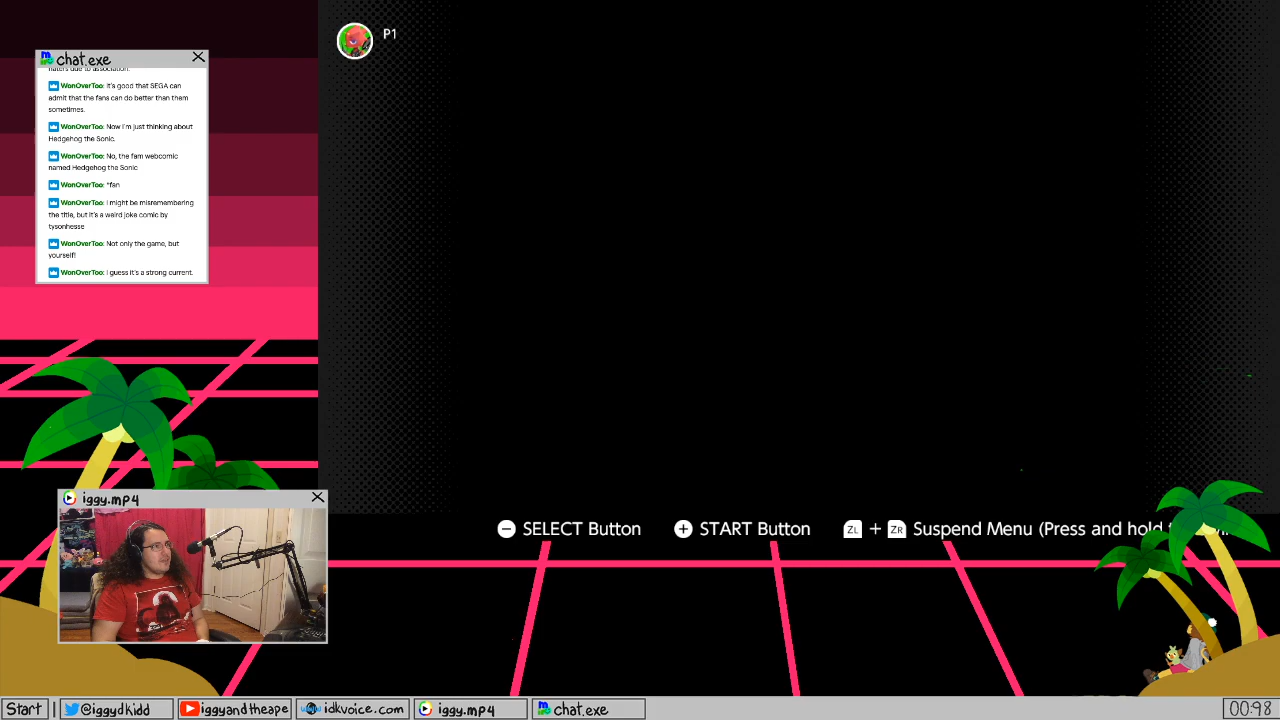 P1
chat.exe
haters due to association.
WonOverToo: It's good that SEGA can
admit that the fans can do better than them
sometimes.
WonOverToo: Now I'm just thinking about
Hedgehog the Sonic.
WonOverToo: No, the fam webcomic
named Hedgehog the Sonic
WonOverToo: *fan
WonOverToo: I might be misremembering
the title, but it's a weird joke comic by
tysonhesse
WonOverToo: Not only the game, but
yourself!
WonOverToo: I guess it's a strong current.
iggy.mp4
SELECT Button
START Button
ZL + ZR Suspend Menu (Press and hold
Start
@iggydkidd
iggyandtheape
idkvoice.com
iggy.mp4
chat.exe
00:98